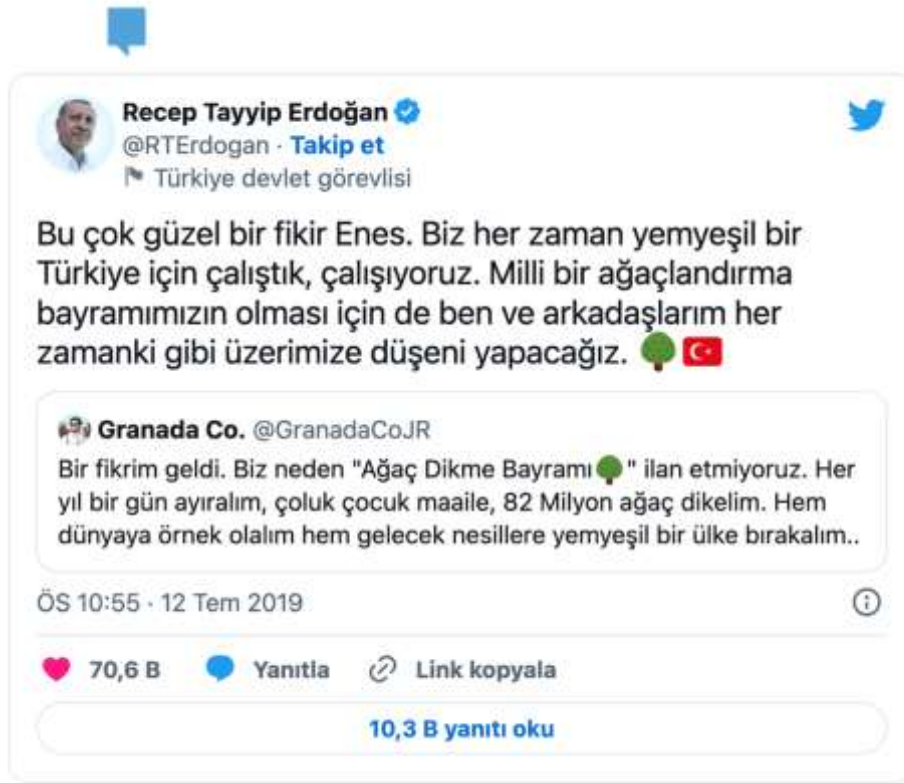 Recep Tayyip Erdoğan
@RTErdogan · Takip et
Türkiye devlet görevlisi
Bu çok güzel bir fikir Enes. Biz her zaman yemyeşil bir
Türkiye için çalıştık, çalışıyoruz. Milli bir ağaçlandırma
bayramımızın olması için de ben ve arkadaşlarım her
zamanki gibi üzerimize düşeni yapacağız. 🌳🇹🇷
Granada Co. @GranadaCoJR
Bir fikrim geldi. Biz neden "Ağaç Dikme Bayramı🌳" ilan etmiyoruz. Her
yıl bir gün ayıralım, çoluk çocuk maaile, 82 Milyon ağaç dikelim. Hem
dünyaya örnek olalım hem gelecek nesillere yemyeşil bir ülke bırakalım..
ÖS 10:55 · 12 Tem 2019
70,6 B Yanıtla Link kopyala
10,3 B yanıtı oku